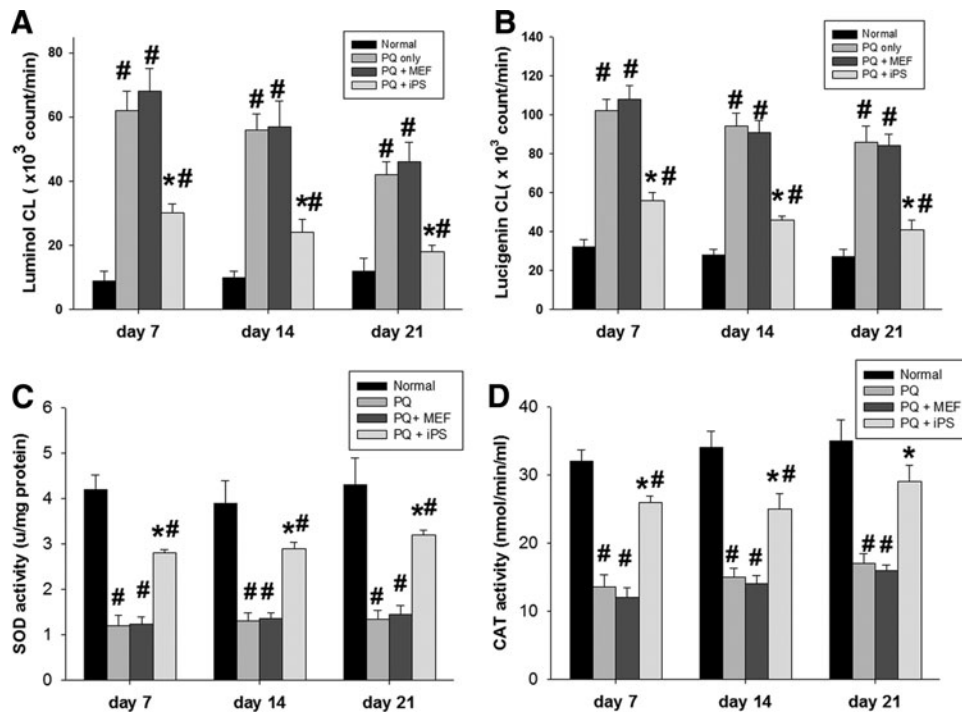 A
Luminol CL ( x10³ count/min)
80
60
40
20
0
Normal
PQ only
PQ + MEF
PQ + iPS
# # *#
# # *#
# # *#
day 7 day 14 day 21
B
Lucigenin CL( x 10³ count/min)
140
120
100
80
60
40
20
0
Normal
PQ only
PQ + MEF
PQ + iPS
# # *#
# # *#
# # *#
day 7 day 14 day 21
C
SOD activity (u/mg protein)
6
5
4
3
2
1
0
Normal
PQ
PQ+ MEF
PQ + iPS
# # *#
## *#
# # *#
day 7 day 14 day 21
D
CAT activity (nmol/min/ml)
40
30
20
10
0
Normal
PQ
PQ + MEF
PQ + iPS
# # *#
# # *#
## *
day 7 day 14 day 21